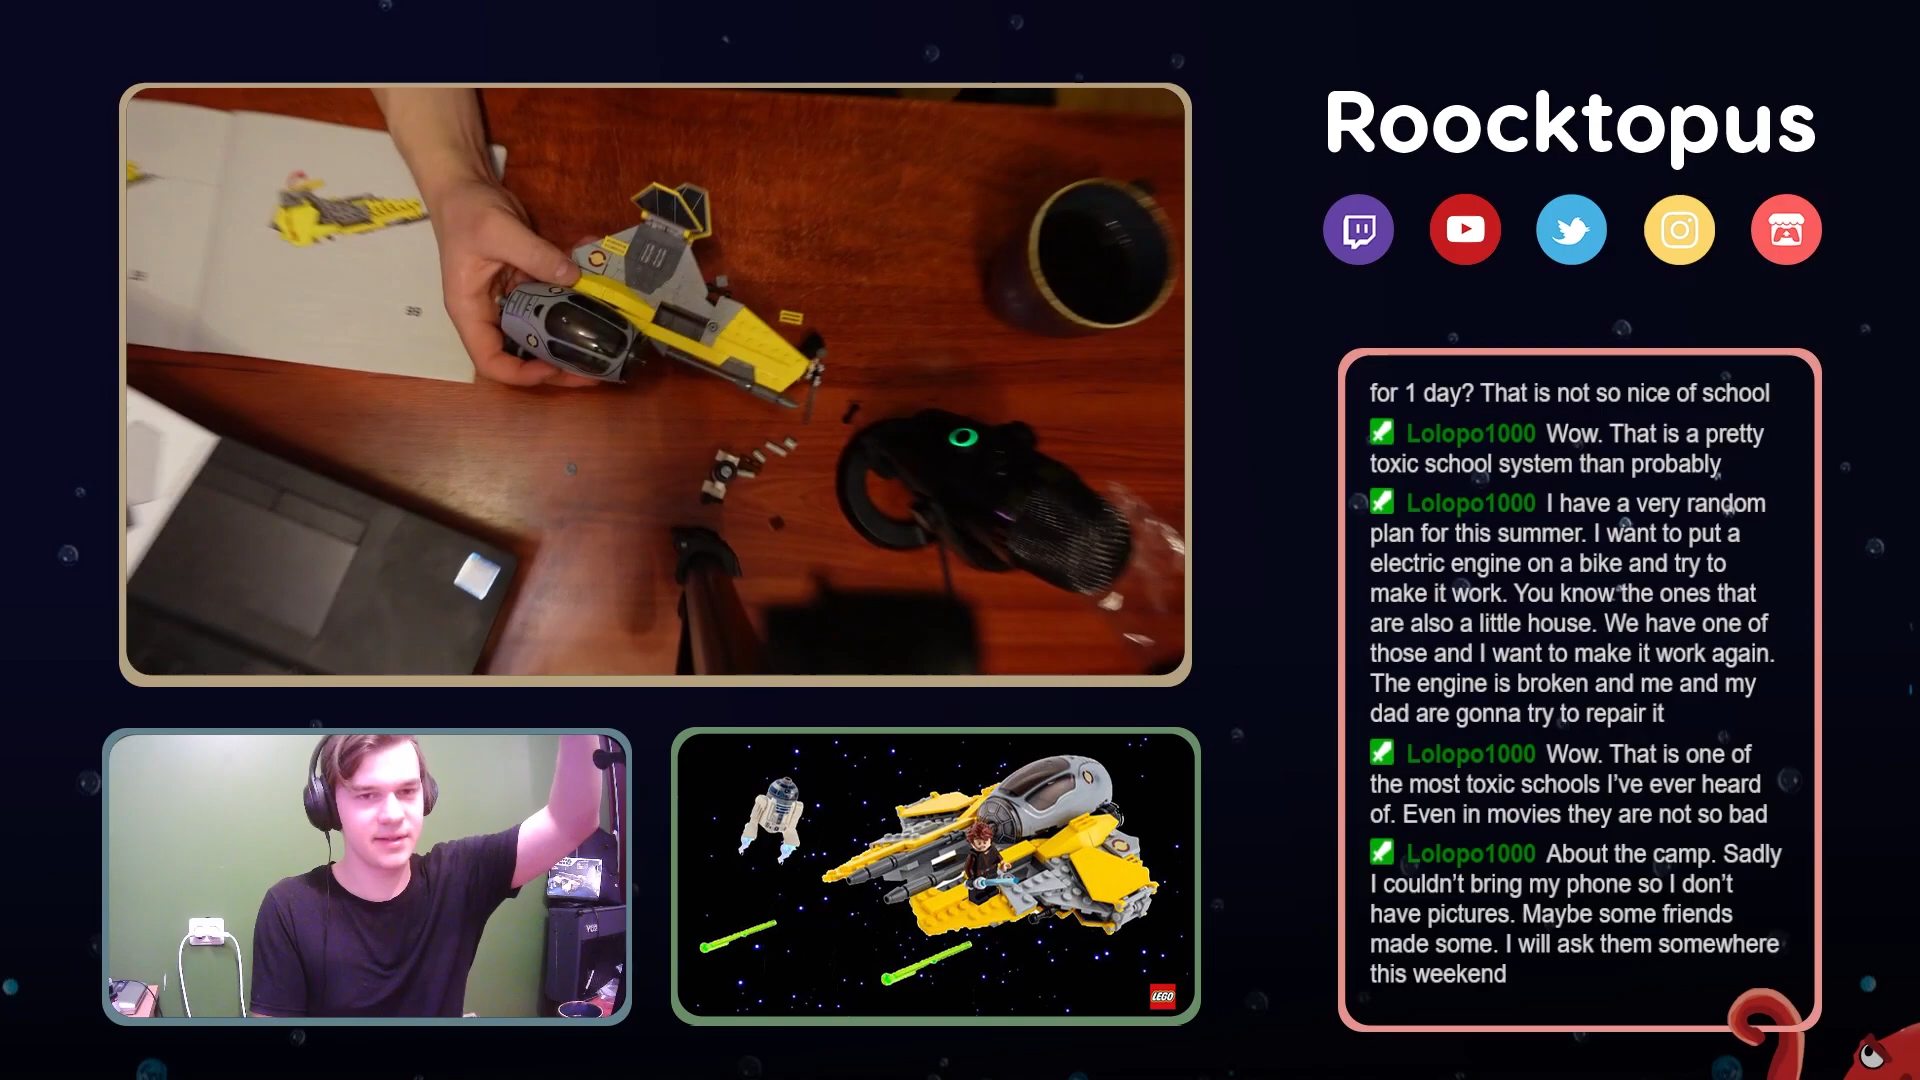 Roocktopus
for 1 day? That is not so nice of school
Lolopo1000 Wow. That is a pretty
toxic school system than probably
Lolopo1000 I have a very random
plan for this summer. I want to put a
electric engine on a bike and try to
make it work. You know the ones that
are also a little house. We have one of
those and I want to make it work again.
The engine is broken and me and my
dad are gonna try to repair it
Lolopo1000 Wow. That is one of
the most toxic schools I've ever heard
of. Even in movies they are not so bad
Lolopo1000 About the camp. Sadly
I couldn't bring my phone so I don't
have pictures. Maybe some friends
made some. I will ask them somewhere
this weekend
LEGO